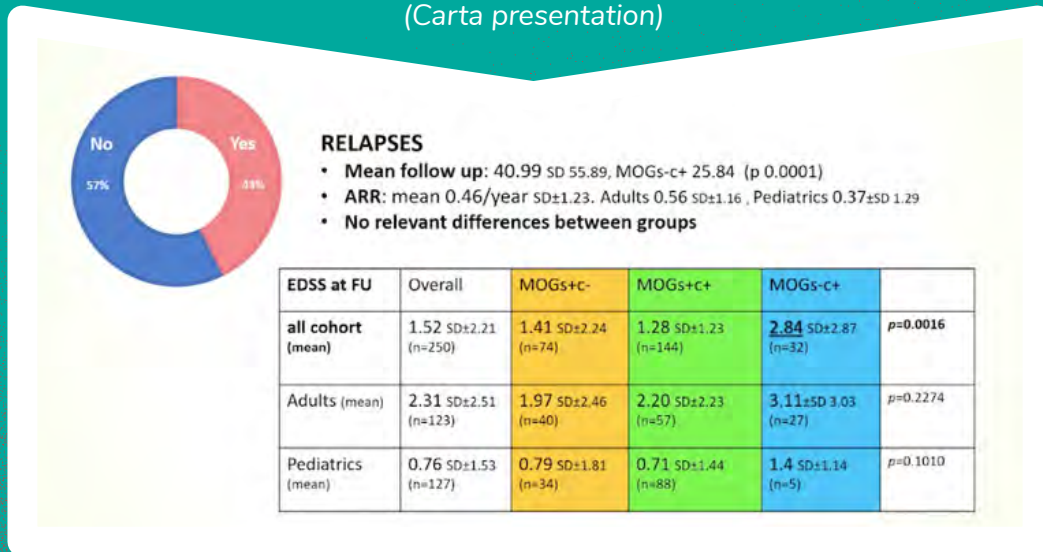 (Carta presentation)
No
57%
Yes
RELAPSES
• Mean follow up: 40.99 SD 55.89, MOGs-c+ 25.84 (p 0.0001)
• ARR: mean 0.46/year SD±1.23. Adults 0.56 SD±1.16 , Pediatrics 0.37±SD 1.29
• No relevant differences between groups
EDSS at FU Overall MOGs+c- MOGs+c+ MOGs-c+
all cohort 1.52 SD±2.21 1.41 SD±2.24 1.28 SD±1.23 2.84 SD±2.87 p=0.0016
(mean) (n=250) (n=74) (n=144) (n=32)
Adults (mean) 2.31 SD±2.51 1.97 SD±2.46 2.20 SD±2.23 3,11±SD 3.03 p=0.2274
(n=123) (n=40) (n=57) (n=27)
Pediatrics 0.76 SD±1.53 0.79 SD±1.81 0.71 SD±1.44 1.4 SD±1.14 p=0.1010
(mean) (n=127) (n=34) (n=88) (n=5)